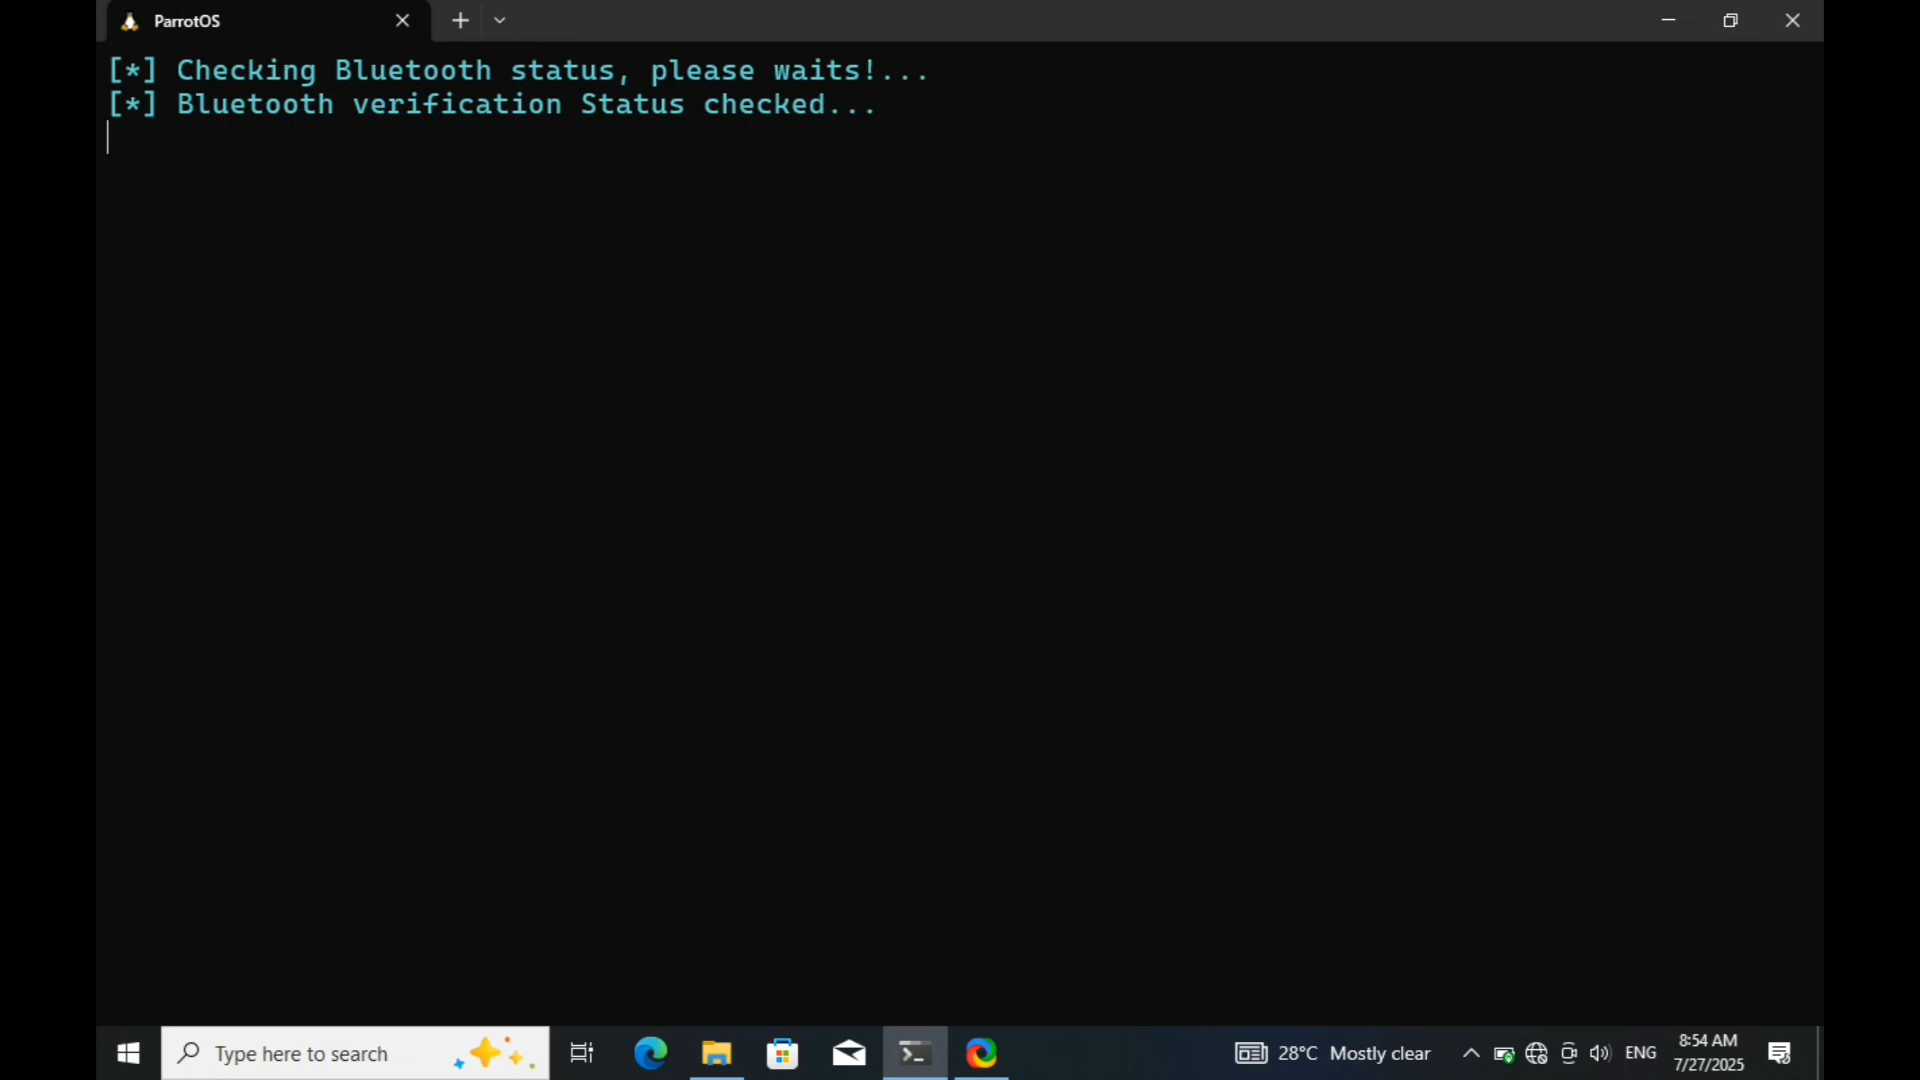 ParrotOS
[*] Checking Bluetooth status, please waits!...
[*] Bluetooth verification Status checked...
Type here to search
28°C Mostly clear
ENG
8:54 AM
7/27/2025